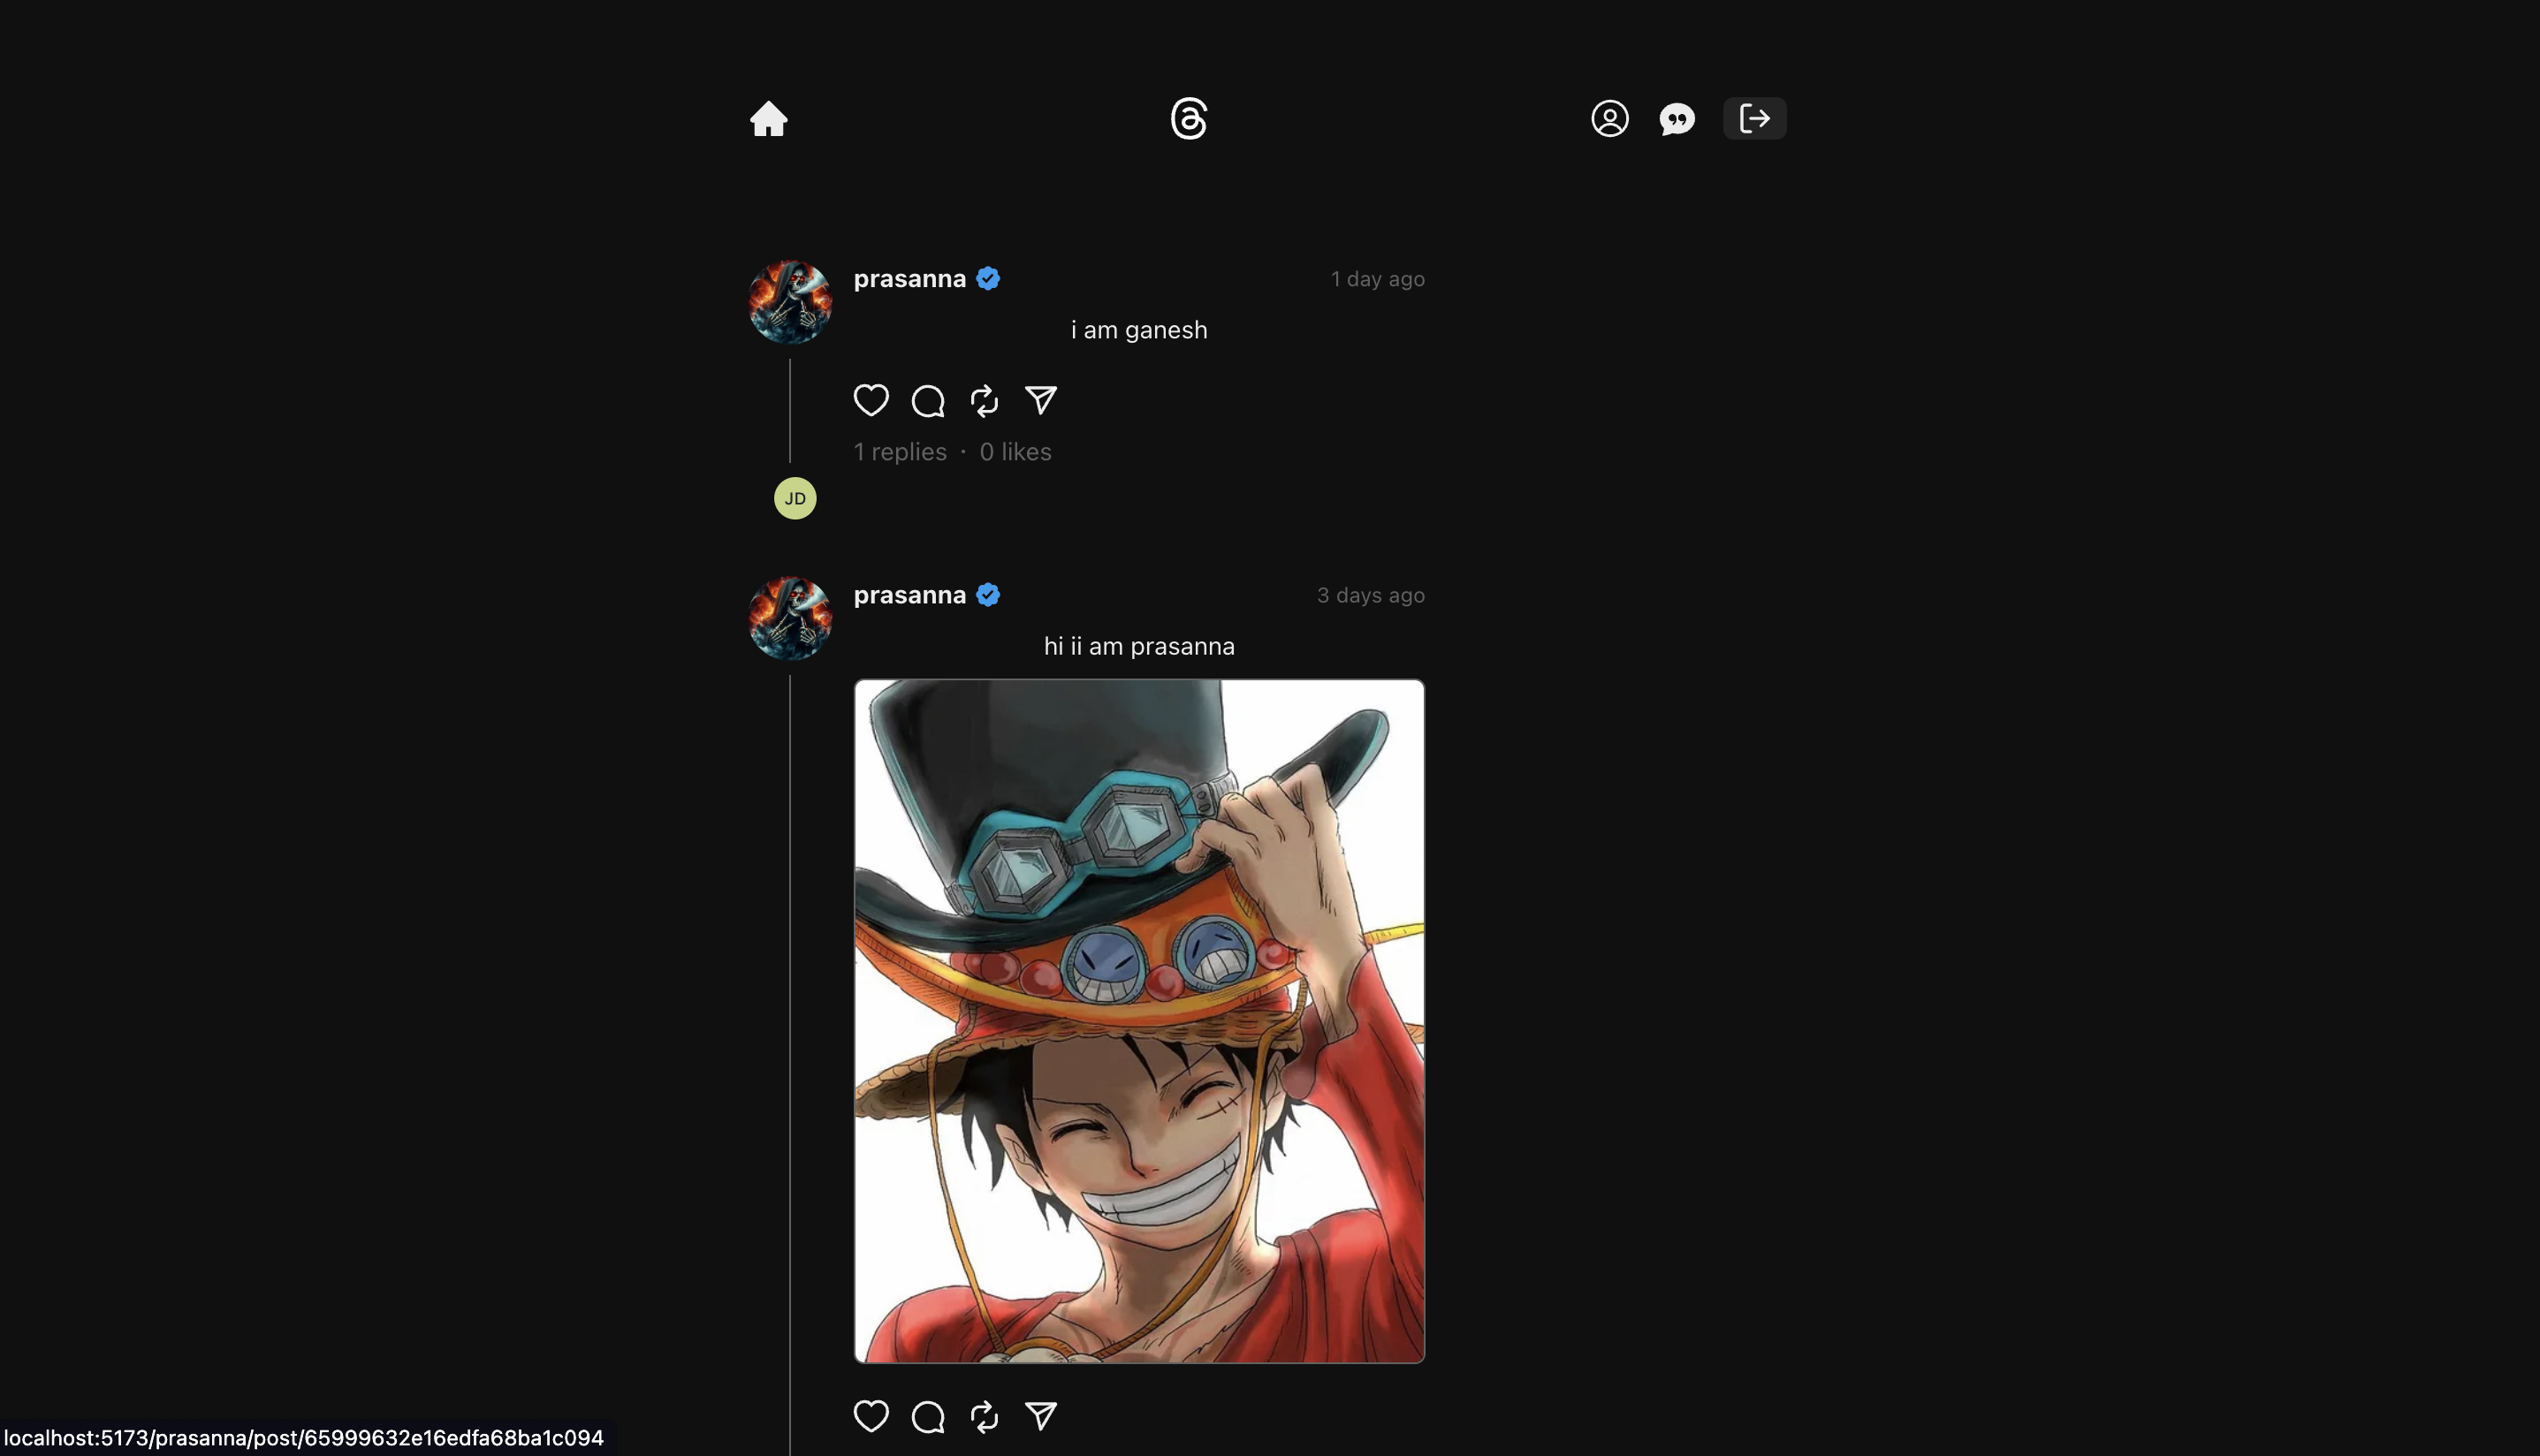 prasanna
1 day ago
i am ganesh
1 replies · 0 likes
JD
prasanna
3 days ago
hi ii am prasanna
localhost:5173/prasanna/post/65999632e16edfa68ba1c094